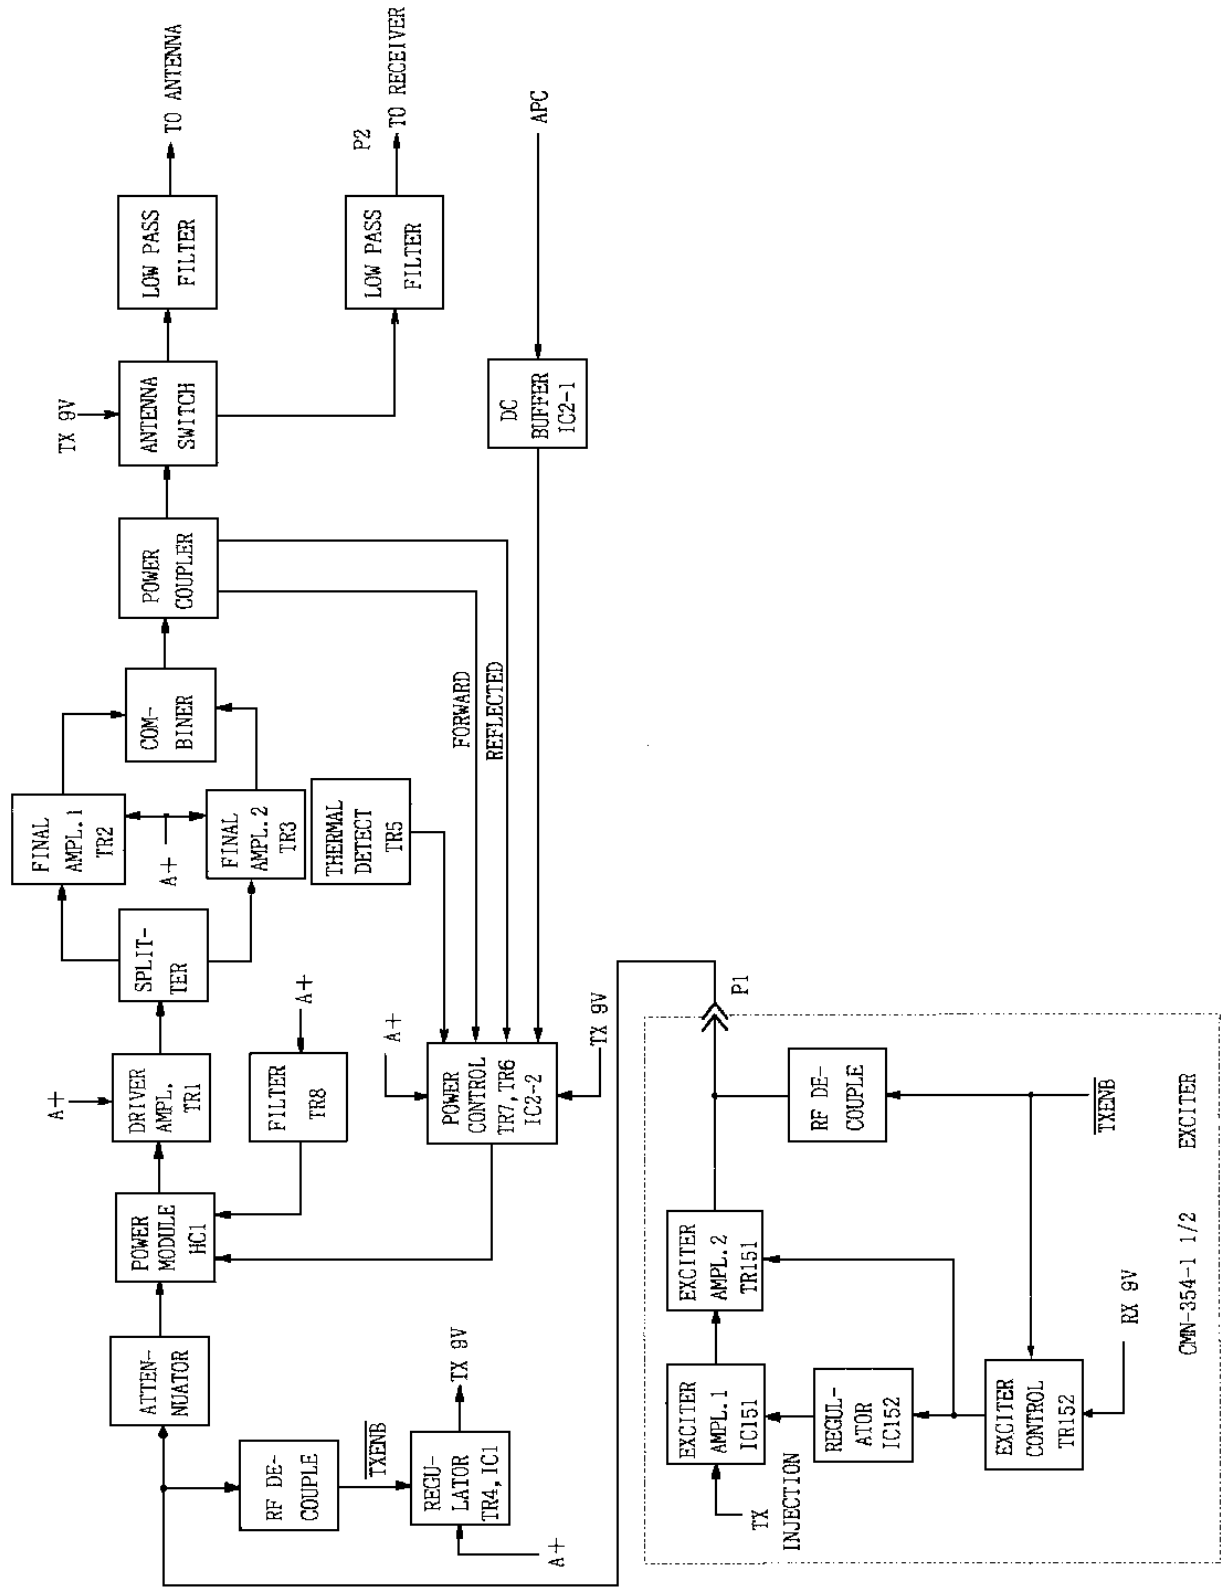 ATTEN-
NUATOR
POWER
MODULE
HC1
A+
DRIVER
AMPL.
TR1
SPLIT-
TER
FINAL
AMPL.1
TR2
A+
FINAL
AMPL.2
TR3
COM-
BINER
POWER
COUPLER
TX 9V
ANTENNA
SWITCH
LOW PASS
FILTER
TO ANTENNA
LOW PASS
FILTER
P2
TO RECEIVER
RF DE-
COUPLE
TXENB
REGU-
LATOR
TR4,IC1
TX 9V
A+
FILTER
TR8
A+
THERMAL
DETECT
TR5
FORWARD
REFLECTED
A+
POWER
CONTROL
TR7,TR6
IC2-2
TX 9V
DC
BUFFER
IC2-1
APC
P1
EXCITER
AMPL.1
IC151
EXCITER
AMPL.2
TR151
TX
INJECTION
REGUL-
ATOR
IC152
RF DE-
COUPLE
EXCITER
CONTROL
TR152
TXENB
RX 9V
CMN-354-1 1/2 EXCITER